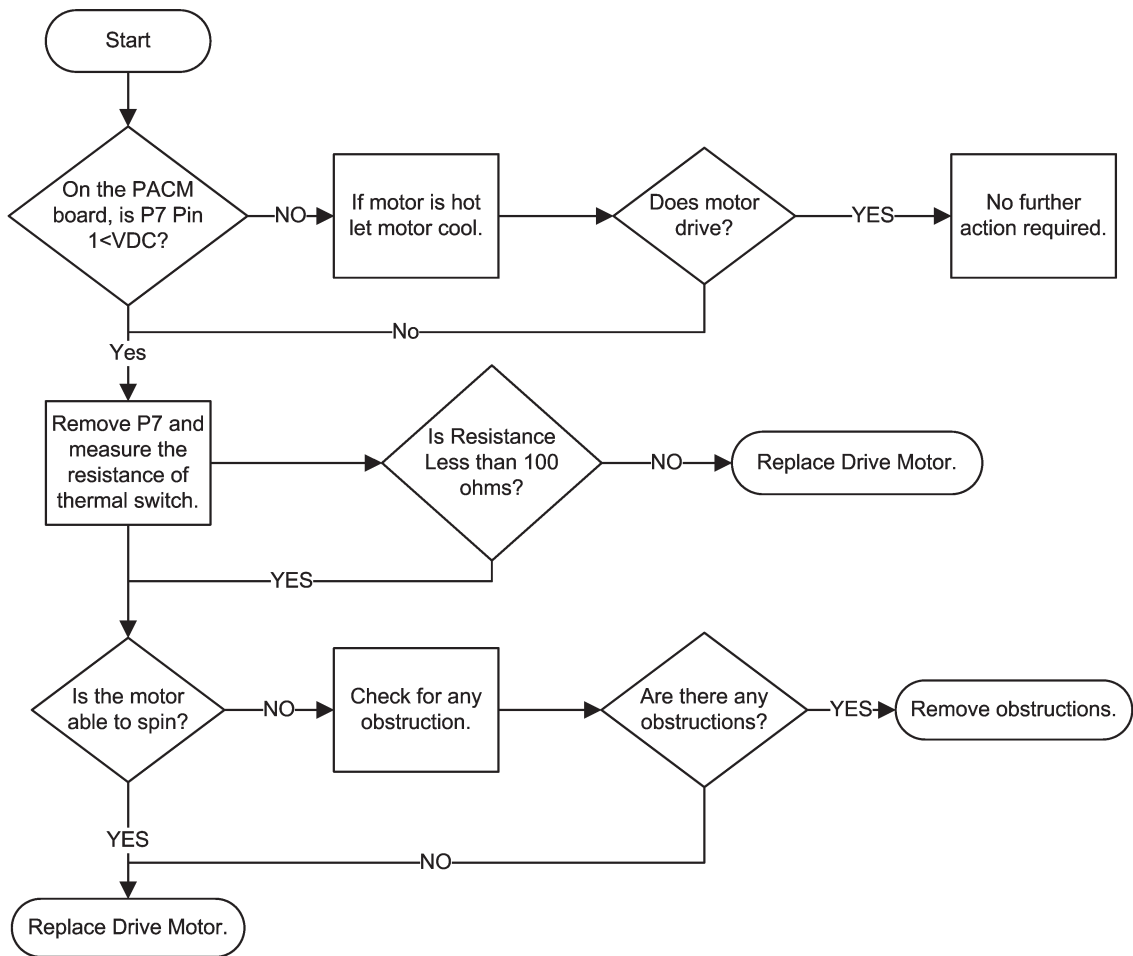 Start
On the PACM
board, is P7 Pin
1<VDC?
NO
If motor is hot
let motor cool.
Does motor
drive?
YES
No further
action required.
No
Yes
Remove P7 and
measure the
resistance of
thermal switch.
Is Resistance
Less than 100
ohms?
NO
Replace Drive Motor.
YES
Is the motor
able to spin?
NO
Check for any
obstruction.
Are there any
obstructions?
YES
Remove obstructions.
YES
NO
Replace Drive Motor.